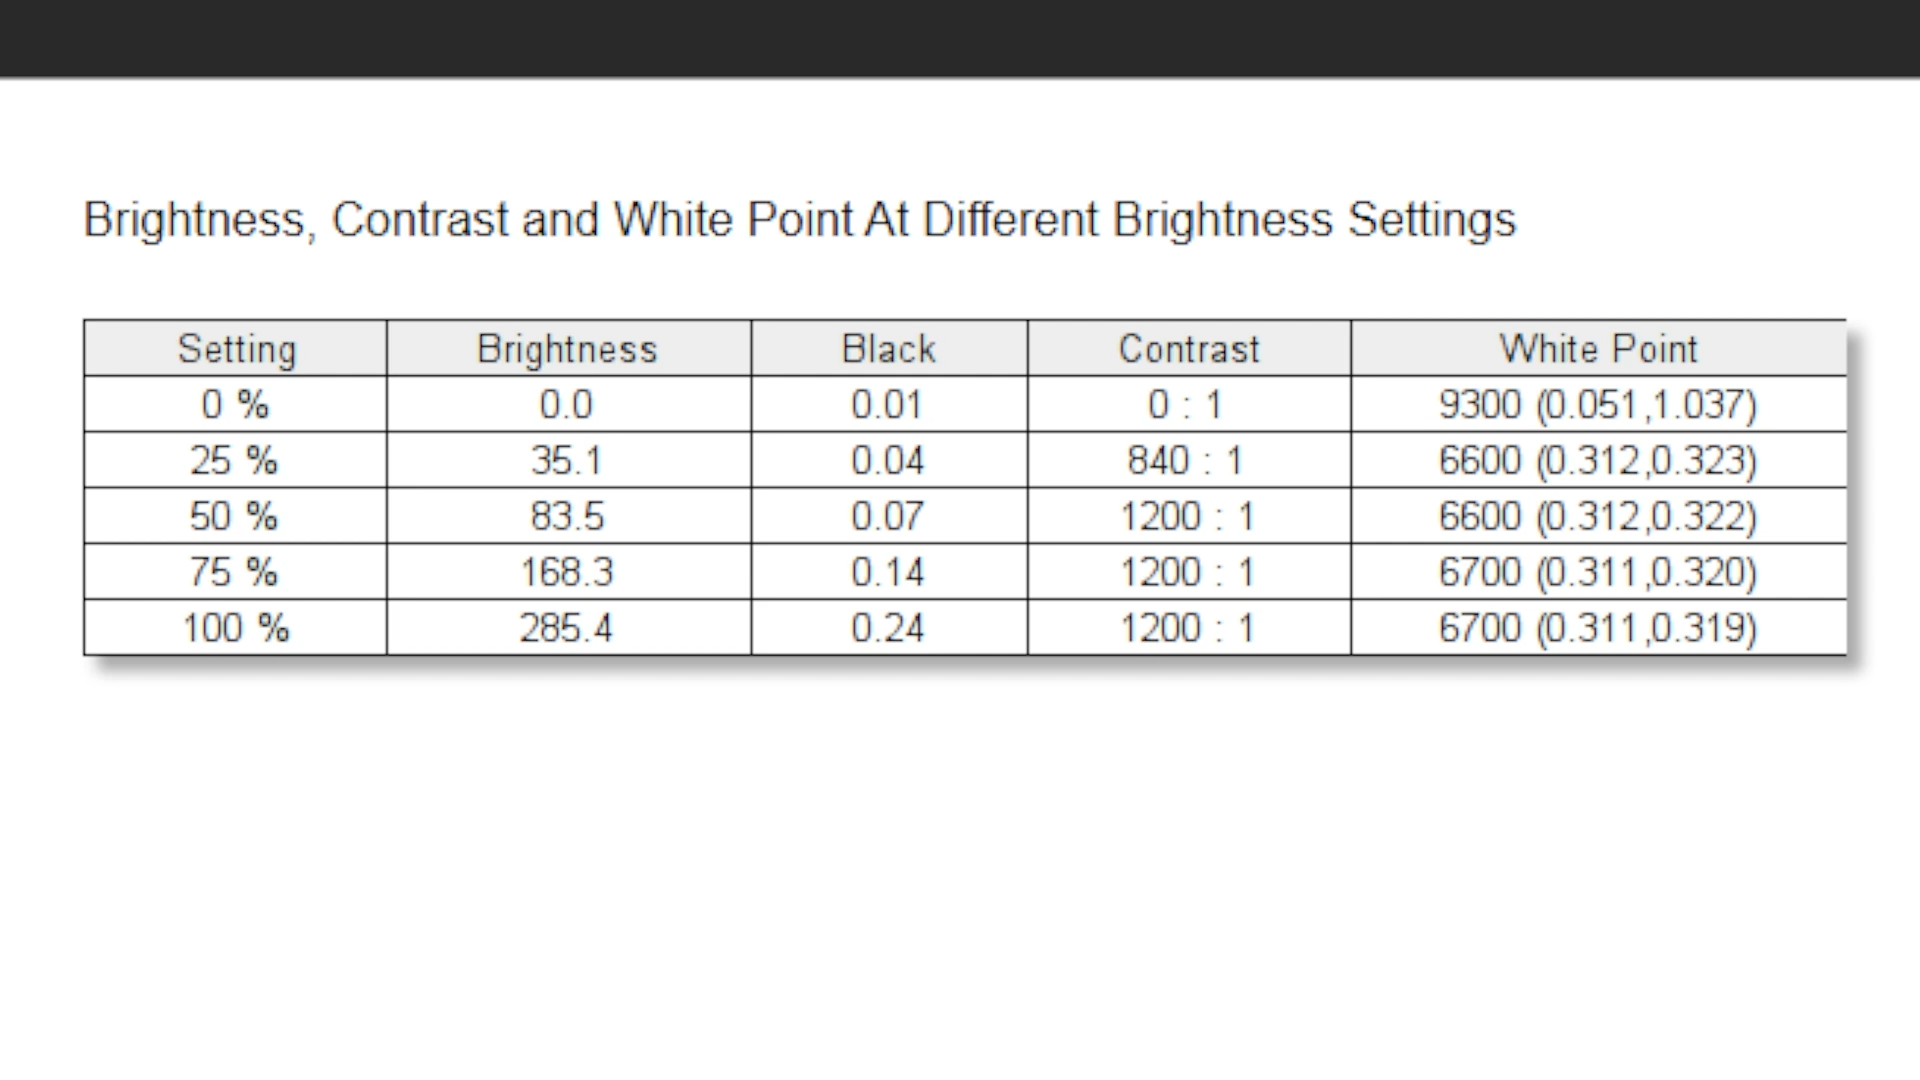 Brightness, Contrast and White Point At Different Brightness Settings
Setting Brightness Black Contrast White Point
0 % 0.0 0.01 0 : 1 9300 (0.051,1.037)
25 % 35.1 0.04 840 : 1 6600 (0.312,0.323)
50 % 83.5 0.07 1200 : 1 6600 (0.312,0.322)
75 % 168.3 0.14 1200 : 1 6700 (0.311,0.320)
100 % 285.4 0.24 1200 : 1 6700 (0.311,0.319)